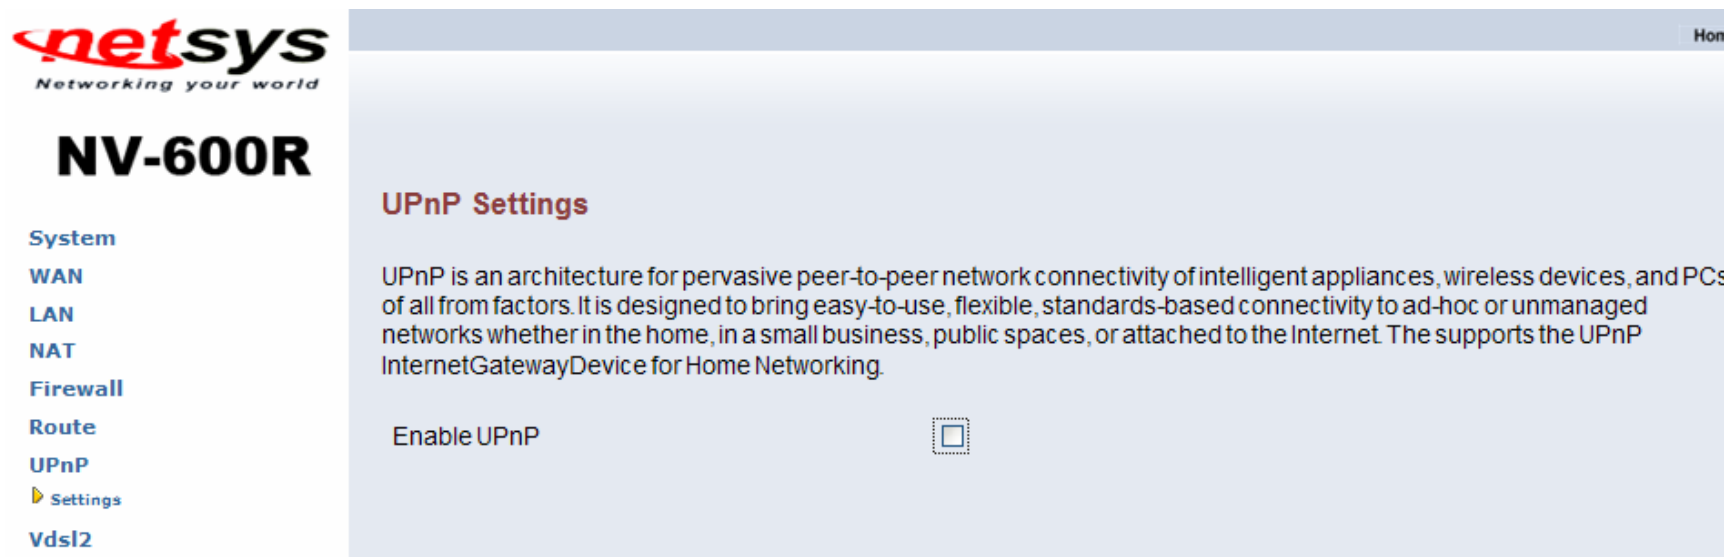 netsys
Networking your world
NV-600R
System
WAN
LAN
NAT
Firewall
Route
UPnP
Settings
Vdsl2
UPnP Settings
UPnP is an architecture for pervasive peer-to-peer network connectivity of intelligent appliances, wireless devices, and PCs
of all from factors. It is designed to bring easy-to-use, flexible, standards-based connectivity to ad-hoc or unmanaged
networks whether in the home, in a small business, public spaces, or attached to the Internet. The supports the UPnP
InternetGatewayDevice for Home Networking.
Enable UPnP